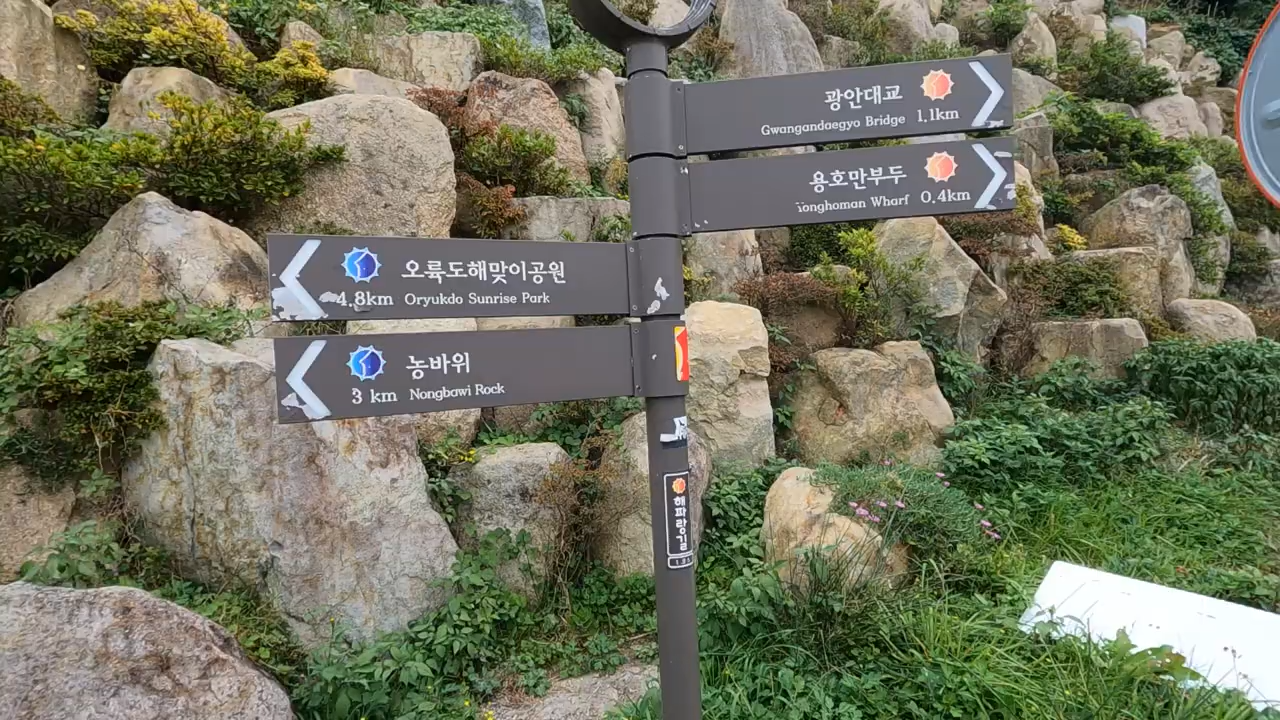 광안대교
Gwangandaegyo Bridge 1.1km
용호만부두
Yonghoman Wharf 0.4km
오륙도해맞이공원
4.8km Oryukdo Sunrise Park
농바위
3 km Nongbawi Rock
해파랑길